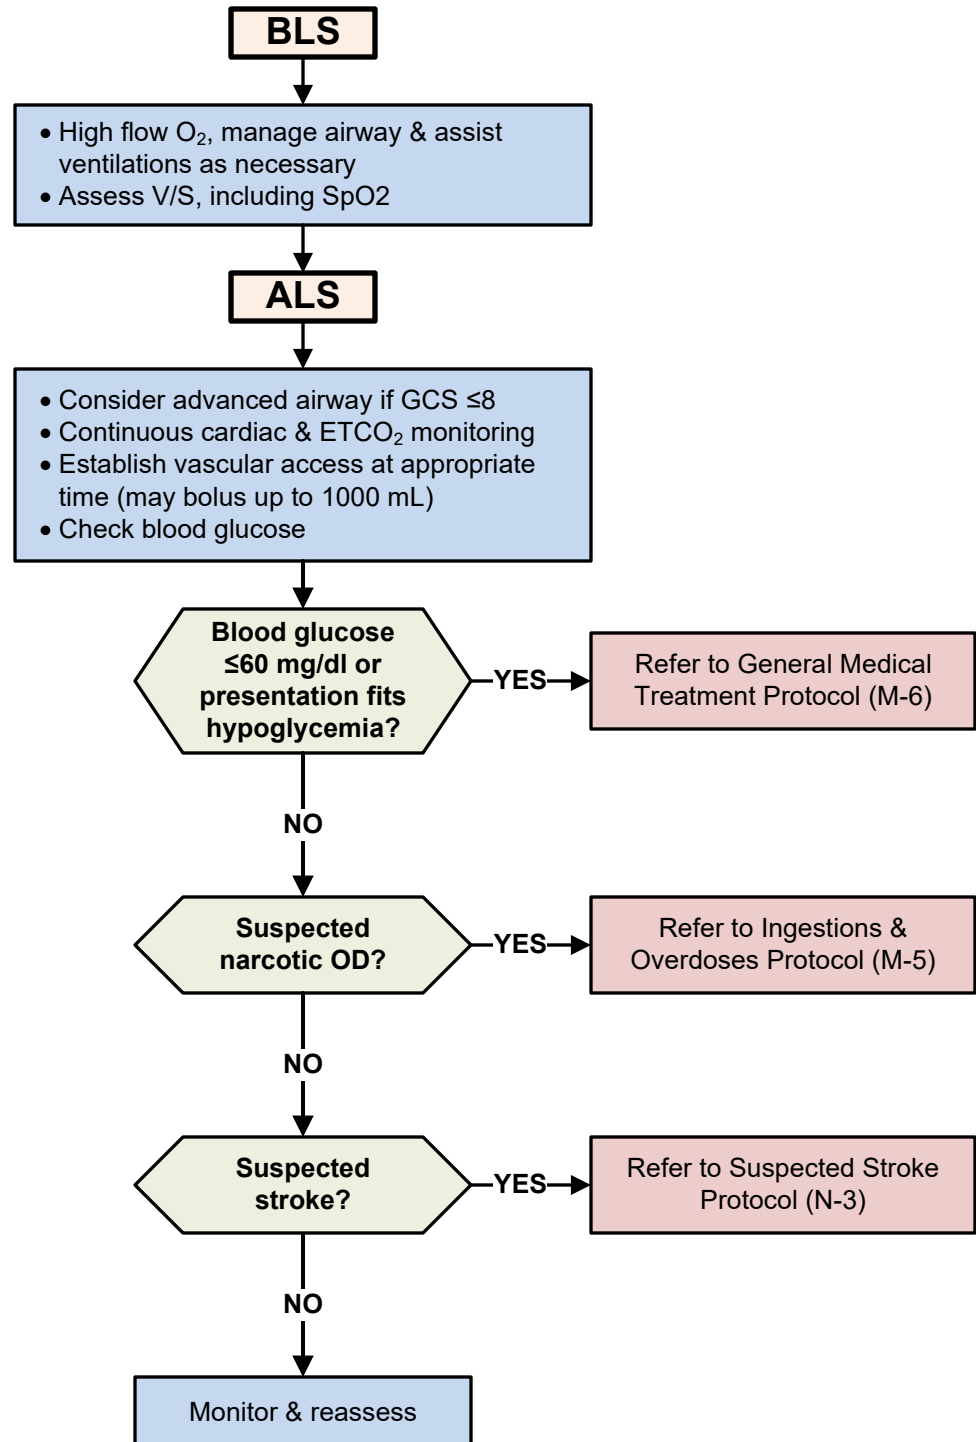 BLS
• High flow O₂, manage airway & assist
ventilations as necessary
• Assess V/S, including SpO2
ALS
• Consider advanced airway if GCS ≤8
• Continuous cardiac & ETCO₂ monitoring
• Establish vascular access at appropriate
time (may bolus up to 1000 mL)
• Check blood glucose
Blood glucose
≤60 mg/dl or
presentation fits
hypoglycemia?
YES
Refer to General Medical
Treatment Protocol (M-6)
NO
Suspected
narcotic OD?
YES
Refer to Ingestions &
Overdoses Protocol (M-5)
NO
Suspected
stroke?
YES
Refer to Suspected Stroke
Protocol (N-3)
NO
Monitor & reassess